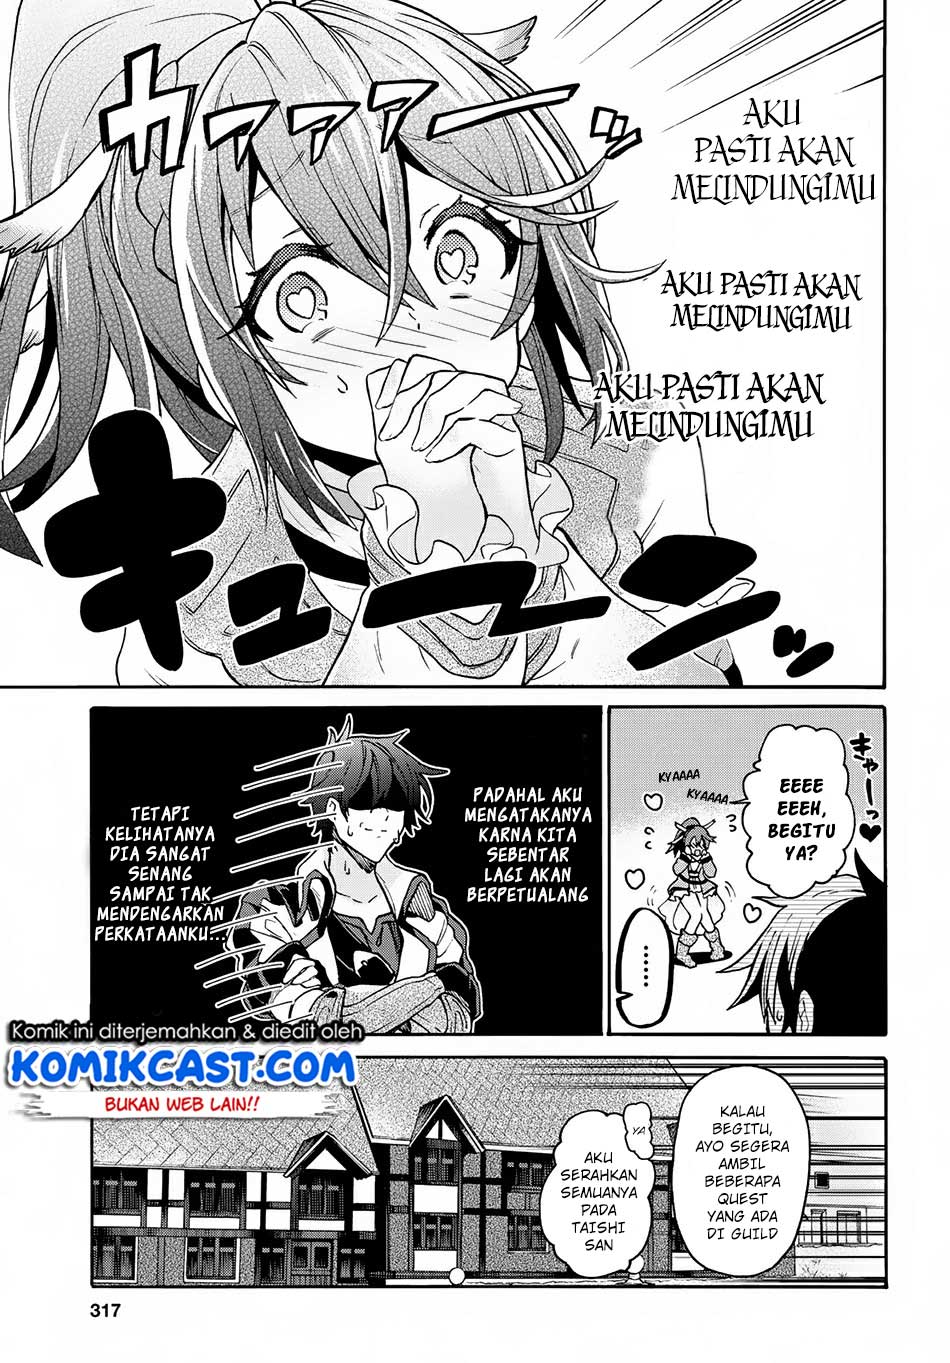 カァァァー
AKU
PASTI AKAN
MELINDUNGIMU
AKU PASTI AKAN
MELINDUNGIMU
AKU PASTI AKAN
MELINDUNGIMU
キューーン
きゃーっ♥
KYAAAA
KYAAAA
EEEE
EEEH,
BEGITU
YA?
.......
PADAHAL AKU
MENGATAKANYA
KARNA KITA
SEBENTAR
LAGI AKAN
BERPETUALANG
TETAPI
KELIHATANYA
DIA SANGAT
SENANG
SAMPAI TAK
MENDENGARKAN
PERKATAANKU...
Komik ini diterjemahkan & diedit oleh
KOMIKCAST.COM
BUKAN WEB LAIN!!
KALAU
BEGITU,
AYO SEGERA
AMBIL
BEBERAPA
QUEST
YANG ADA
DI GUILD
YA
AKU
SERAHKAN
SEMUANYA
PADA
TAISHI
SAN
317